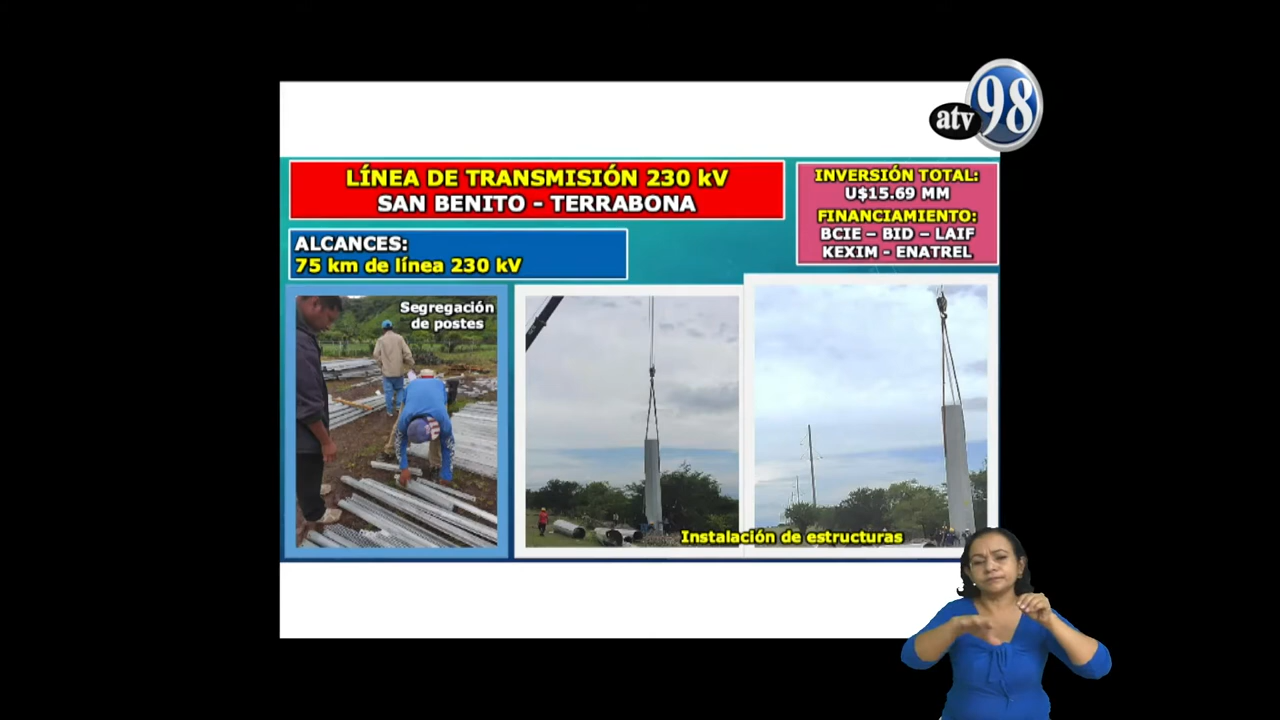 atv 98
LÍNEA DE TRANSMISIÓN 230 kV
SAN BENITO - TERRABONA
INVERSIÓN TOTAL:
U$15.69 MM
FINANCIAMIENTO:
BCIE – BID – LAIF
KEXIM - ENATREL
ALCANCES:
75 km de línea 230 kV
Segregación
de postes
Instalación de estructuras